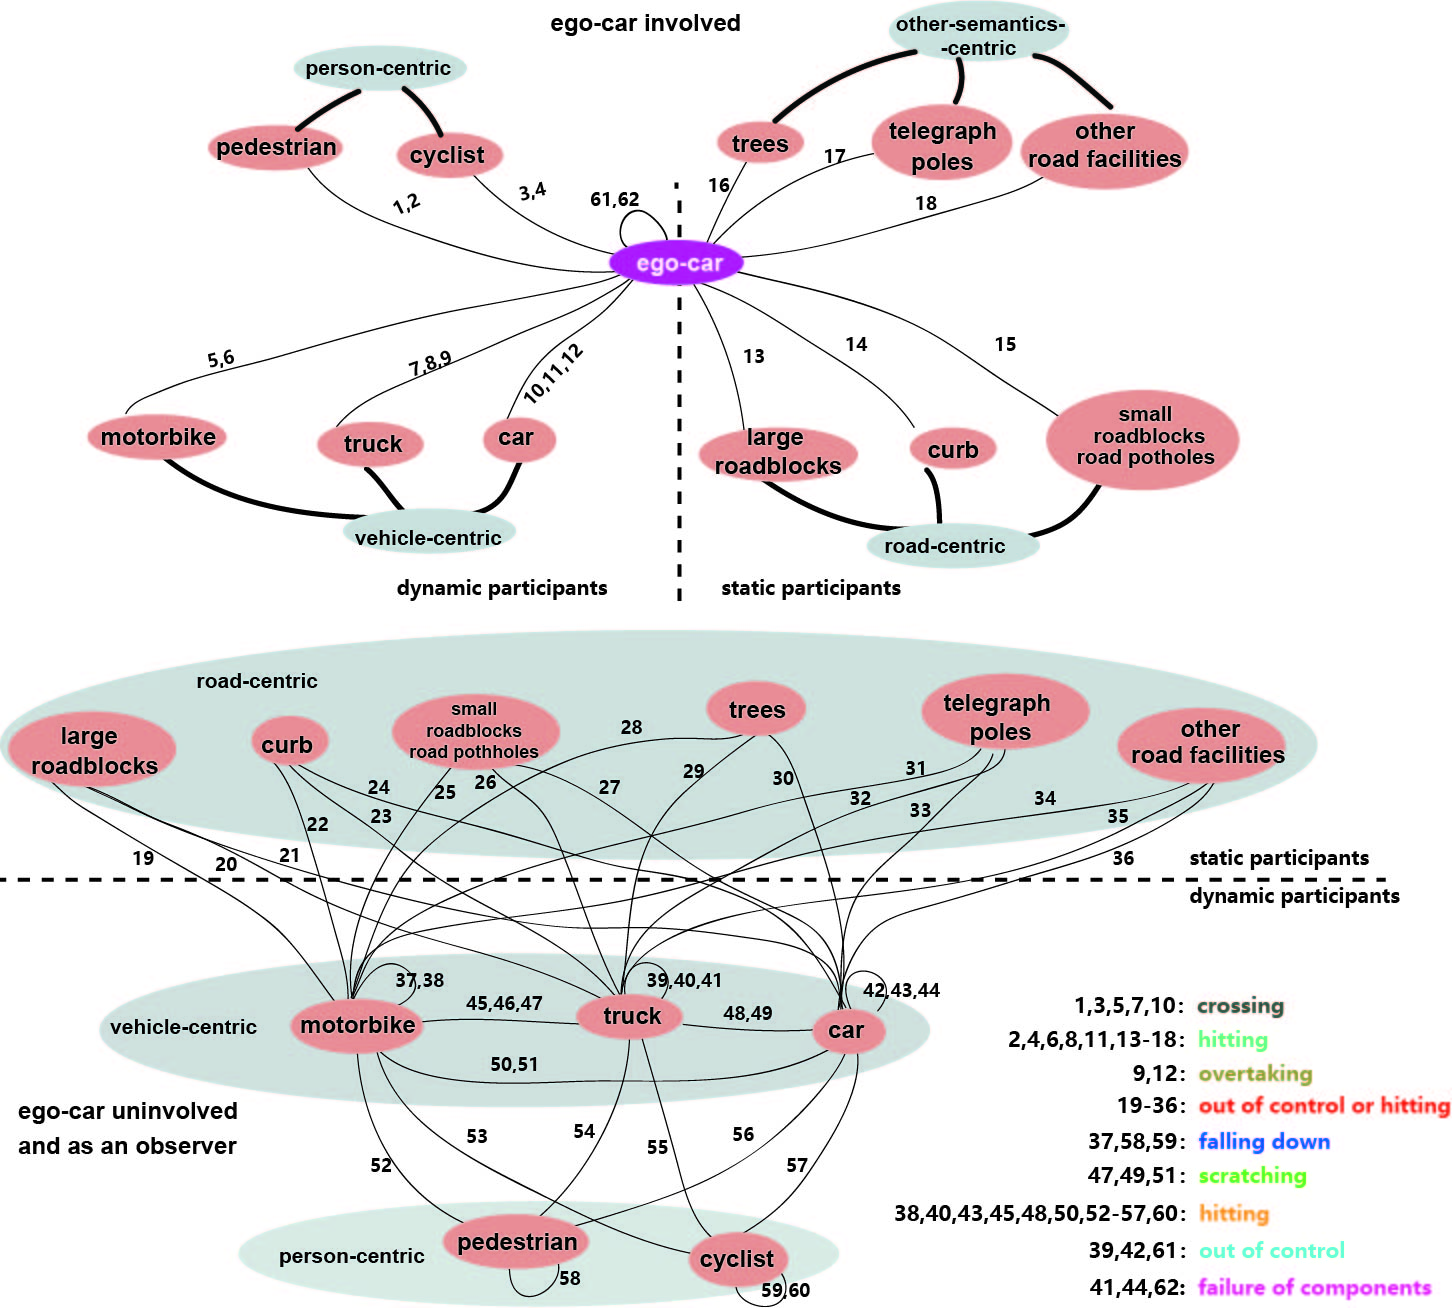 ego-car involved
other-semantics-
-centric
person-centric
pedestrian
cyclist
trees
telegraph
poles
other
road facilities
1,2
3,4
61,62
16
17
18
ego-car
5,6
7,8,9
10,11,12
13
14
15
motorbike
truck
car
large
roadblocks
curb
small
roadblocks
road potholes
vehicle-centric
road-centric
dynamic participants
static participants
road-centric
large
roadblocks
curb
small
roadblocks
road pothholes
trees
telegraph
poles
other
road facilities
28
24
25
26
27
29
30
31
32
33
34
35
22
23
19
20
21
36
static participants
dynamic participants
vehicle-centric
motorbike
37,38
45,46,47
truck
39,40,41
48,49
car
42,43,44
50,51
ego-car uninvolved
and as an observer
52
53
54
55
56
57
person-centric
pedestrian
58
cyclist
59,60
1,3,5,7,10: crossing
2,4,6,8,11,13-18: hitting
9,12: overtaking
19-36: out of control or hitting
37,58,59: falling down
47,49,51: scratching
38,40,43,45,48,50,52-57,60: hitting
39,42,61: out of control
41,44,62: failure of components